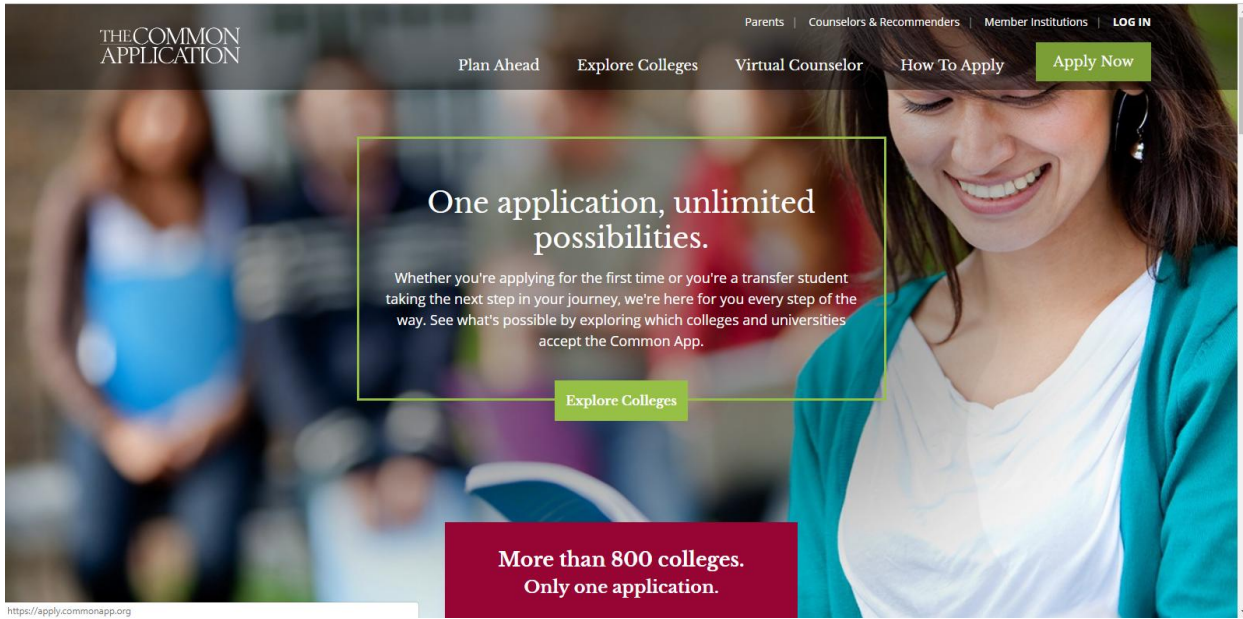 Parents | Counselors & Recommenders | Member Institutions | LOG IN
THE COMMON
APPLICATION
Plan Ahead Explore Colleges Virtual Counselor How To Apply Apply Now
One application, unlimited
possibilities.
Whether you're applying for the first time or you're a transfer student
taking the next step in your journey, we're here for you every step of the
way. See what's possible by exploring which colleges and universities
accept the Common App.
Explore Colleges
More than 800 colleges.
Only one application.
https://apply.commonapp.org